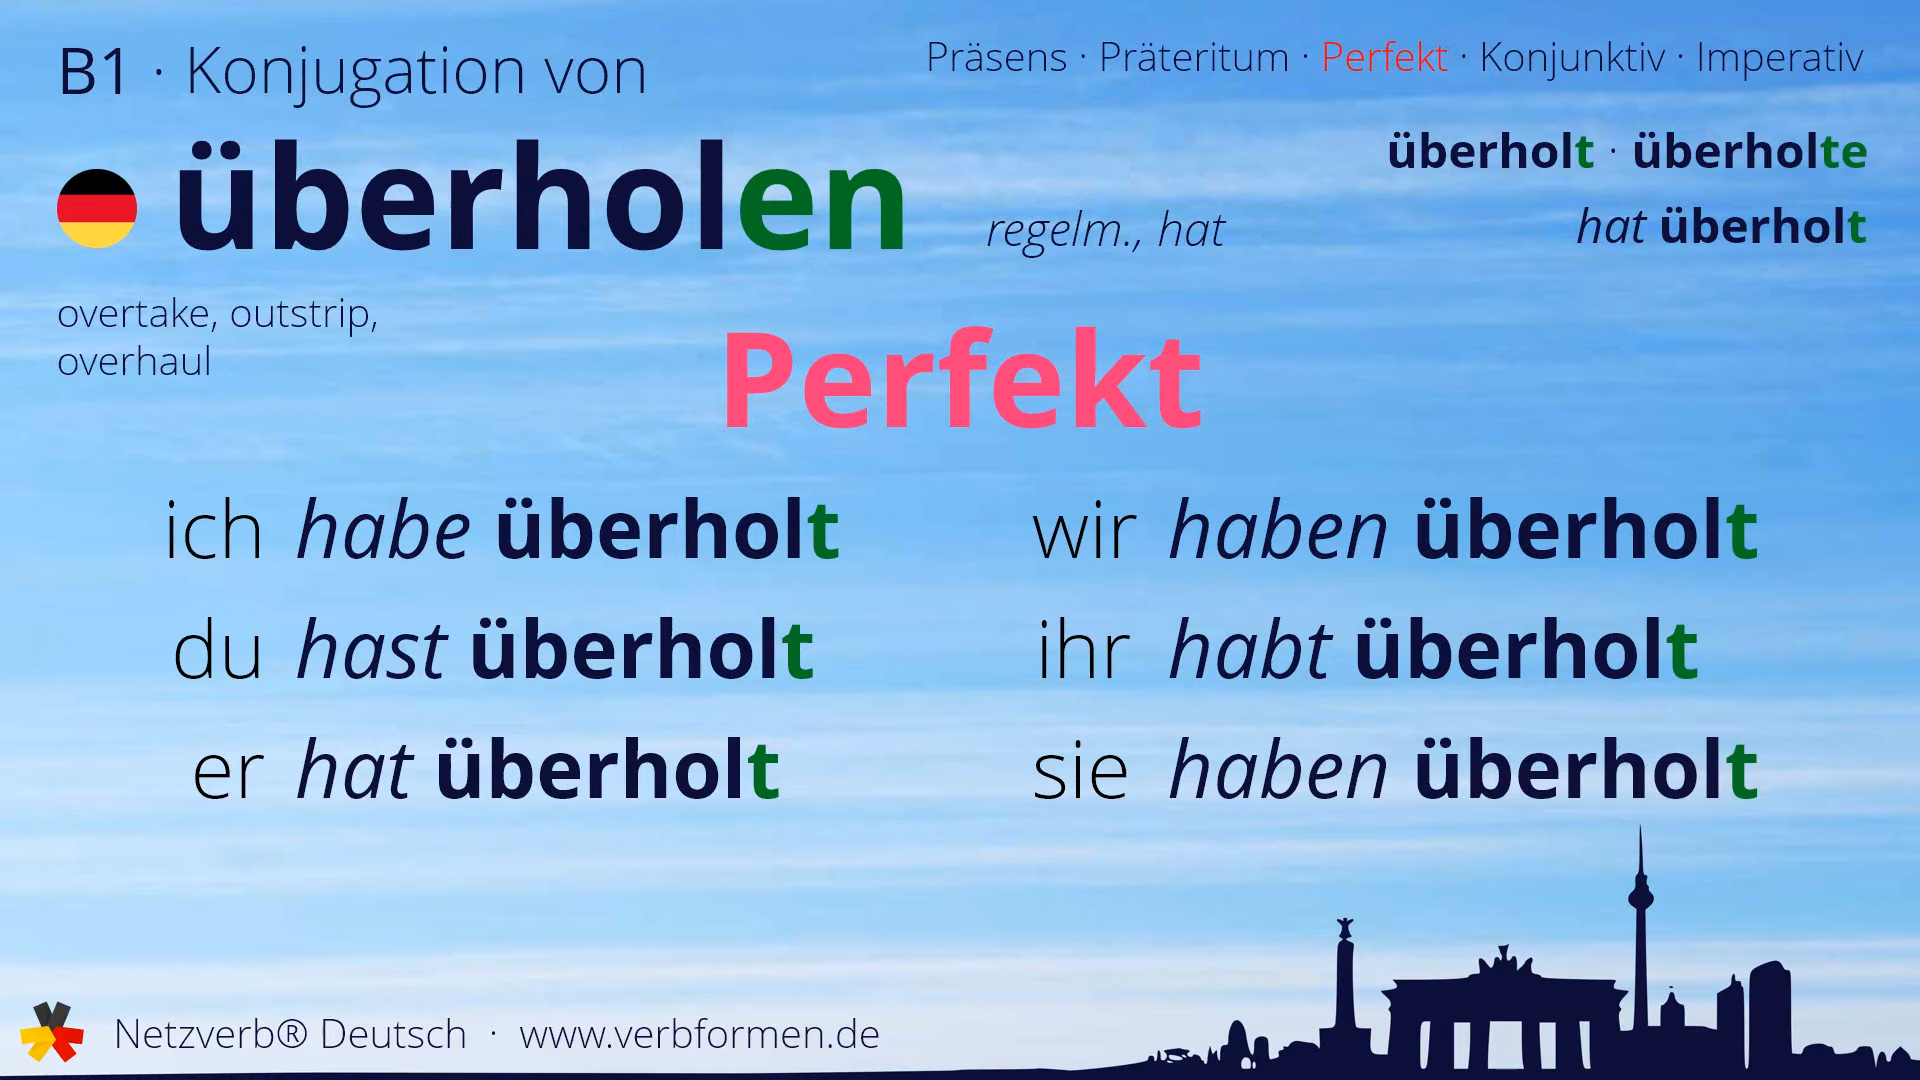 B1 · Konjugation von
Präsens · Präteritum · Perfekt · Konjunktiv · Imperativ
überholen
regelm., hat
überholt · überholte
hat überholt
overtake, outstrip,
overhaul
Perfekt
ich habe überholt
du hast überholt
er hat überholt
wir haben überholt
ihr habt überholt
sie haben überholt
Netzverb® Deutsch · www.verbformen.de